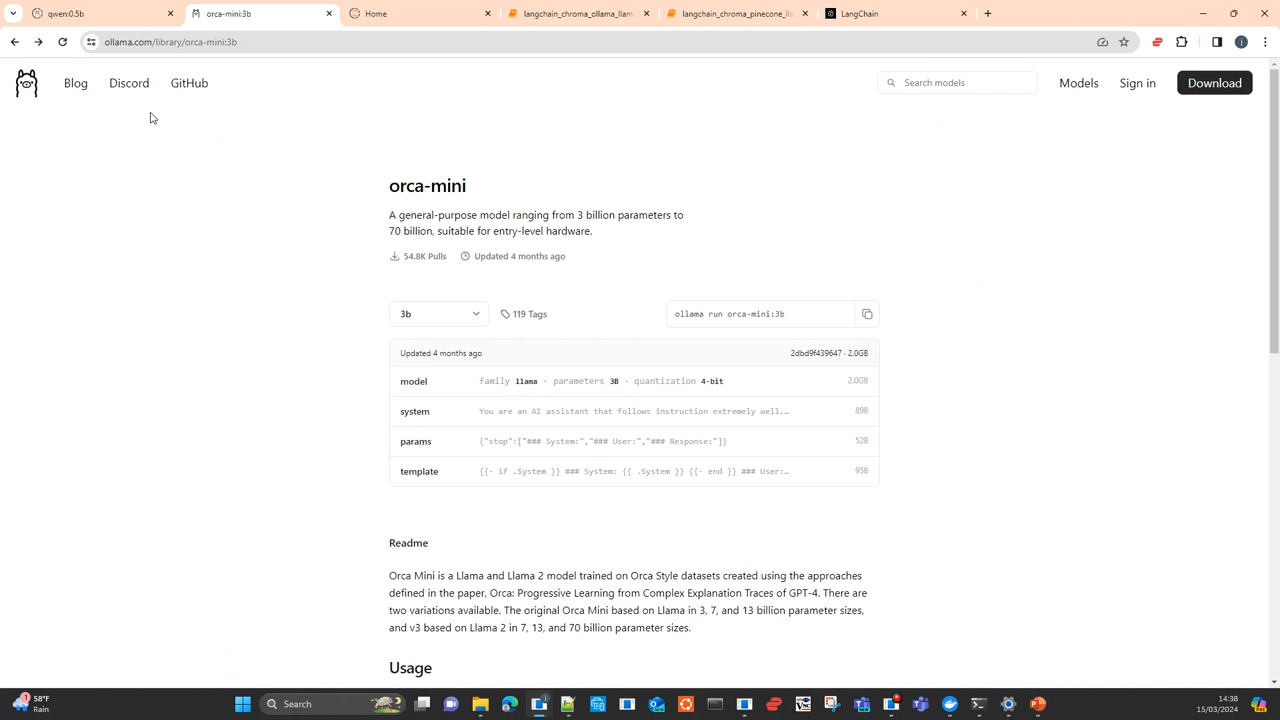 qwen:0.5b
orca-mini:3b
Home
langchain_chroma_ollama_llam
langchain_chroma_pinecone_lla
LangChain
ollama.com/library/orca-mini:3b
Blog
Discord
GitHub
Search models
Models
Sign in
Download
orca-mini
A general-purpose model ranging from 3 billion parameters to
70 billion, suitable for entry-level hardware.
54.8K Pulls
Updated 4 months ago
3b
119 Tags
ollama run orca-mini:3b
Updated 4 months ago
2dbd9f439647 · 2.0GB
model
family llama · parameters 3B · quantization 4-bit
2.0GB
system
You are an AI assistant that follows instruction extremely well.…
89B
params
{"stop":["### System:","### User:","### Response:"]}
52B
template
{{- if .System }} ### System: {{ .System }} {{- end }} ### User:…
95B
Readme
Orca Mini is a Llama and Llama 2 model trained on Orca Style datasets created using the approaches
defined in the paper, Orca: Progressive Learning from Complex Explanation Traces of GPT-4. There are
two variations available. The original Orca Mini based on Llama in 3, 7, and 13 billion parameter sizes,
and v3 based on Llama 2 in 7, 13, and 70 billion parameter sizes.
Usage
1
58°F
Rain
Search
14:38
15/03/2024